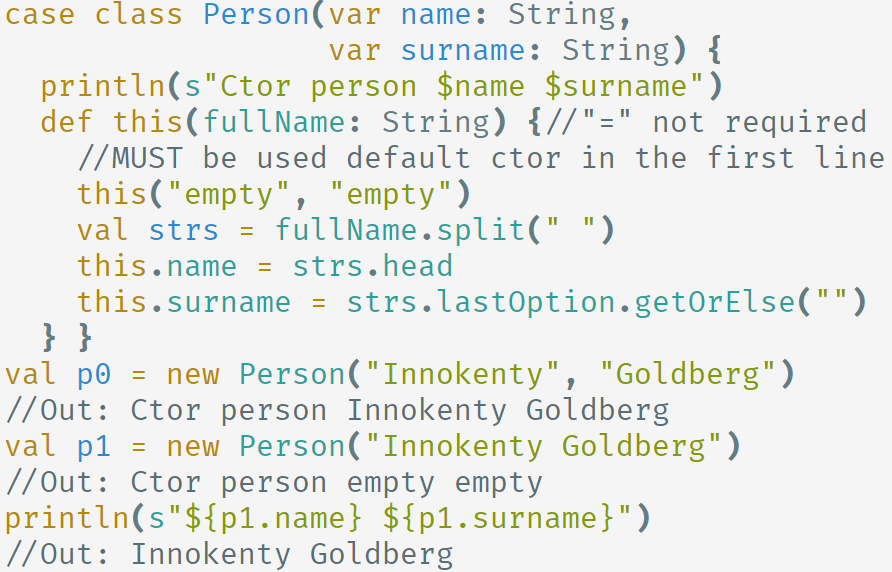 case class Person(var name: String,
                  var surname: String) {
  println(s"Ctor person $name $surname")
  def this(fullName: String) {//"=" not required
    //MUST be used default ctor in the first line
    this("empty", "empty")
    val strs = fullName.split(" ")
    this.name = strs.head
    this.surname = strs.lastOption.getOrElse("")
  } }
val p0 = new Person("Innokenty", "Goldberg")
//Out: Ctor person Innokenty Goldberg
val p1 = new Person("Innokenty Goldberg")
//Out: Ctor person empty empty
println(s"${p1.name} ${p1.surname}")
//Out: Innokenty Goldberg